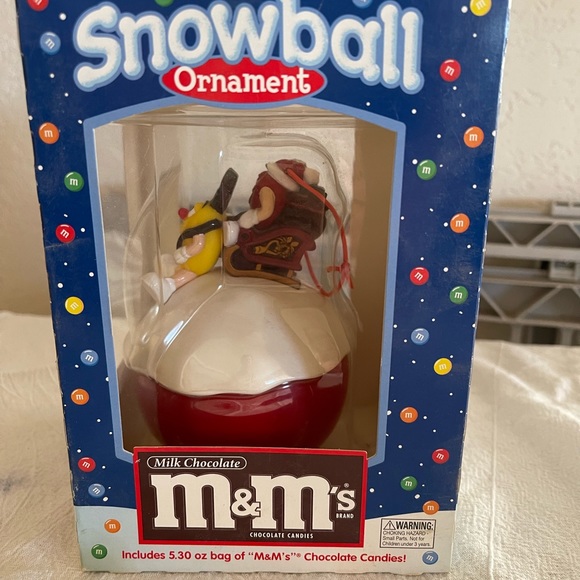 Snowball
Ornament
Milk Chocolate
m&m's
BRAND
CHOCOLATE CANDIES
Includes 5.30 oz bag of "M&M's"® Chocolate Candies!
WARNING:
CHOKING HAZARD-
Small Parts. Not for
Children under 3 years.